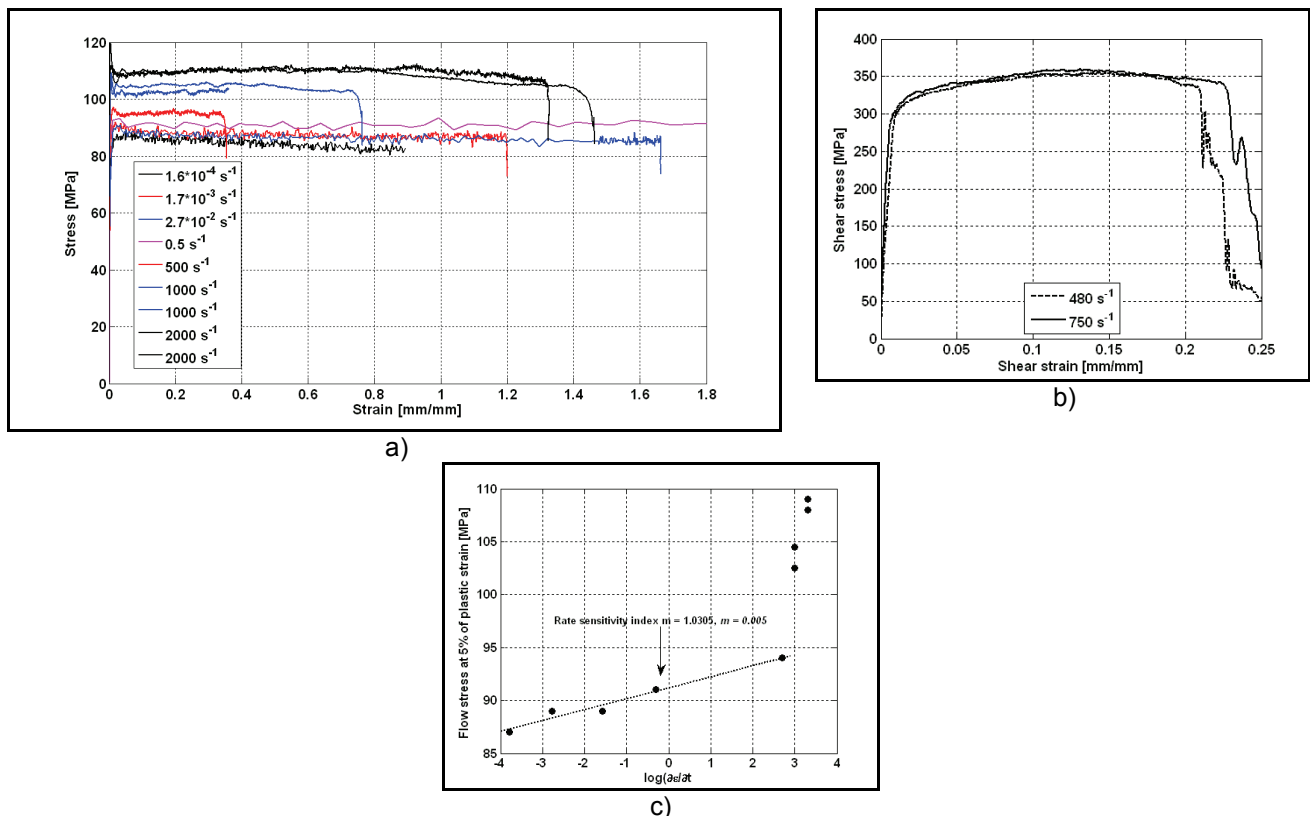 120
100
80
60
40
20
0
Stress [MPa]
1.6*10⁻⁴ s⁻¹
1.7*10⁻³ s⁻¹
2.7*10⁻² s⁻¹
0.5 s⁻¹
500 s⁻¹
1000 s⁻¹
1000 s⁻¹
2000 s⁻¹
2000 s⁻¹
0 0.2 0.4 0.6 0.8 1 1.2 1.4 1.6 1.8
Strain [mm/mm]
a)
400
350
300
250
200
150
100
50
0
Shear stress [MPa]
480 s⁻¹
750 s⁻¹
0 0.05 0.1 0.15 0.2 0.25
Shear strain [mm/mm]
b)
110
105
100
95
90
85
Flow stress at 5% of plastic strain [MPa]
Rate sensitivity index m = 1.0305, m = 0.005
-4 -3 -2 -1 0 1 2 3 4
log(∂ε/∂t
c)